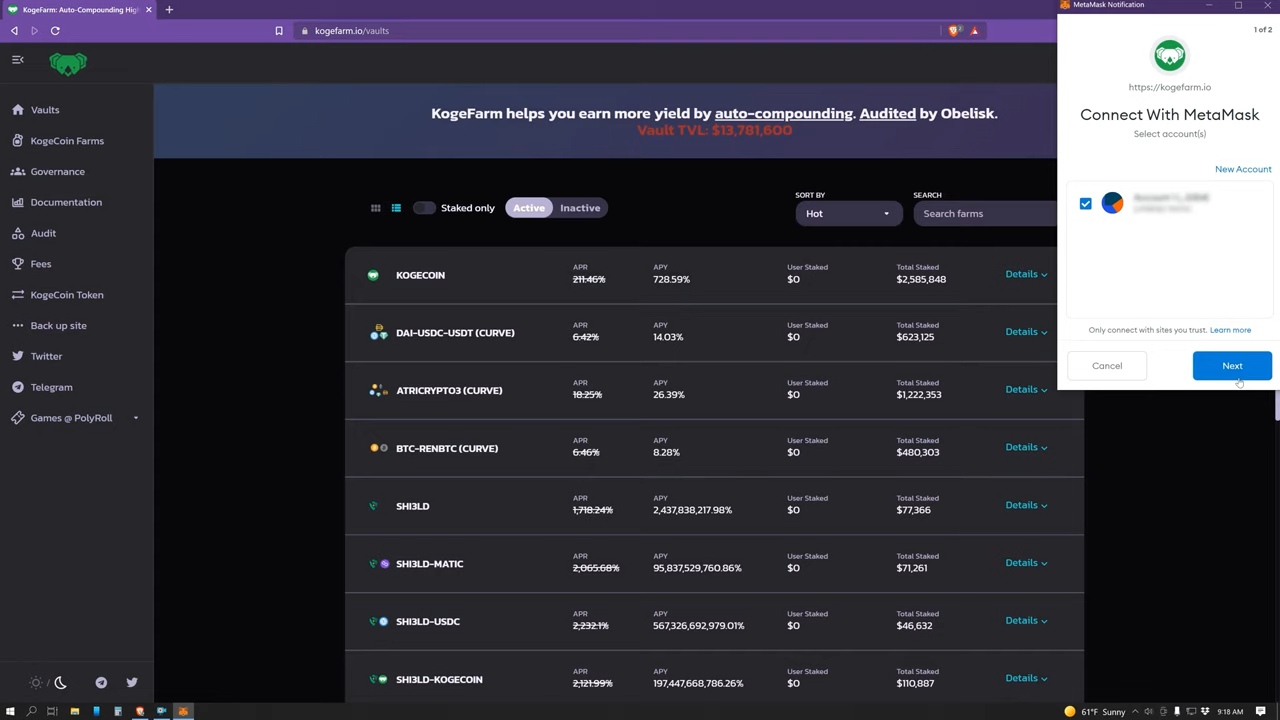 KogeFarm: Auto-Compounding High
kogefarm.io/vaults
Vaults
KogeCoin Farms
Governance
Documentation
Audit
Fees
KogeCoin Token
Back up site
Twitter
Telegram
Games @ PolyRoll
KogeFarm helps you earn more yield by auto-compounding. Audited by Obelisk.
Vault TVL: $13,781,600
Staked only
Active
Inactive
SORT BY
Hot
SEARCH
Search farms
KOGECOIN
APR
211.46%
APY
728.59%
User Staked
$0
Total Staked
$2,585,848
Details
DAI-USDC-USDT (CURVE)
APR
6.42%
APY
14.03%
User Staked
$0
Total Staked
$623,125
Details
ATRICRYPTO3 (CURVE)
APR
18.25%
APY
26.39%
User Staked
$0
Total Staked
$1,222,353
Details
BTC-RENBTC (CURVE)
APR
6.46%
APY
8.28%
User Staked
$0
Total Staked
$480,303
Details
SHI3LD
APR
1,718.24%
APY
2,437,838,217.98%
User Staked
$0
Total Staked
$77,366
Details
SHI3LD-MATIC
APR
2,065.68%
APY
95,837,529,760.86%
User Staked
$0
Total Staked
$71,261
Details
SHI3LD-USDC
APR
2,232.1%
APY
567,326,692,979.01%
User Staked
$0
Total Staked
$46,632
Details
SHI3LD-KOGECOIN
APR
2,121.99%
APY
197,447,668,786.26%
User Staked
$0
Total Staked
$110,887
Details
MetaMask Notification
1 of 2
https://kogefarm.io
Connect With MetaMask
Select account(s)
New Account
Only connect with sites you trust. Learn more
Cancel
Next
61°F Sunny
9:18 AM